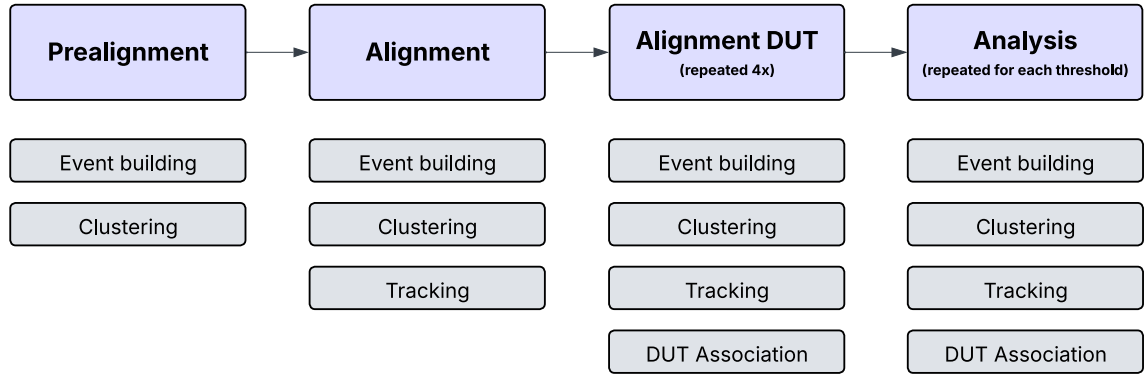 Prealignment
Alignment
Alignment DUT
(repeated 4x)
Analysis
(repeated for each threshold)
Event building
Event building
Event building
Event building
Clustering
Clustering
Clustering
Clustering
Tracking
Tracking
Tracking
DUT Association
DUT Association